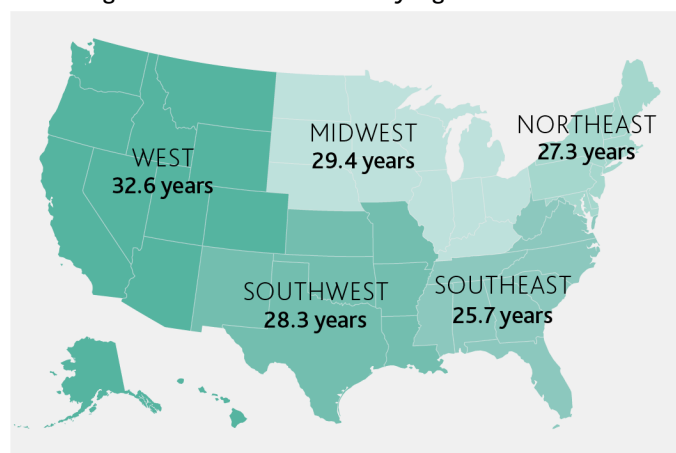 WEST
32.6 years
MIDWEST
29.4 years
NORTHEAST
27.3 years
SOUTHWEST
28.3 years
SOUTHEAST
25.7 years